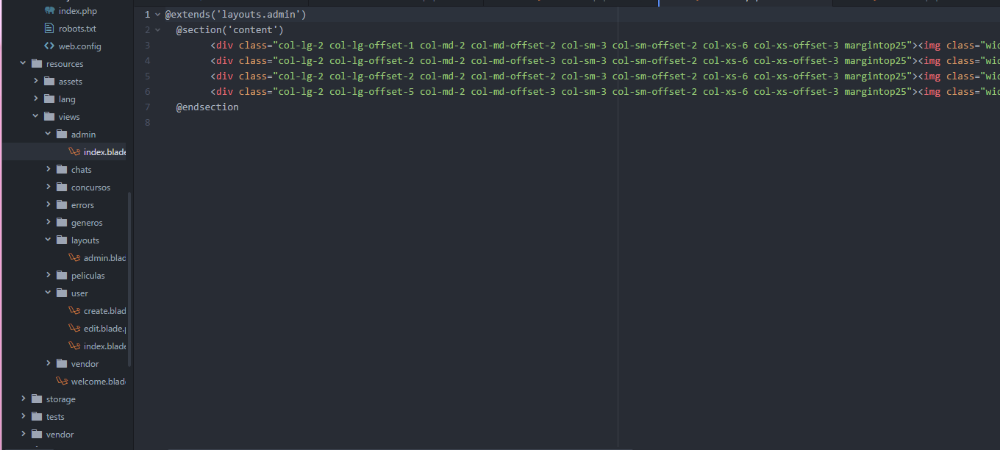 index.php
robots.txt
web.config
resources
assets
lang
views
admin
index.blade
chats
concursos
errors
generos
layouts
admin.blad
peliculas
user
create.blad
edit.blade.p
index.blade
vendor
welcome.blade
storage
tests
vendor
1 @extends('layouts.admin')
2 @section('content')
3 <div class="col-lg-2 col-lg-offset-1 col-md-2 col-md-offset-2 col-sm-3 col-sm-offset-2 col-xs-6 col-xs-offset-3 margintop25"><img class="wid
4 <div class="col-lg-2 col-lg-offset-2 col-md-2 col-md-offset-3 col-sm-3 col-sm-offset-2 col-xs-6 col-xs-offset-3 margintop25"><img class="wid
5 <div class="col-lg-2 col-lg-offset-2 col-md-2 col-md-offset-2 col-sm-3 col-sm-offset-2 col-xs-6 col-xs-offset-3 margintop25"><img class="wid
6 <div class="col-lg-2 col-lg-offset-5 col-md-2 col-md-offset-3 col-sm-3 col-sm-offset-2 col-xs-6 col-xs-offset-3 margintop25"><img class="wid
7 @endsection
8